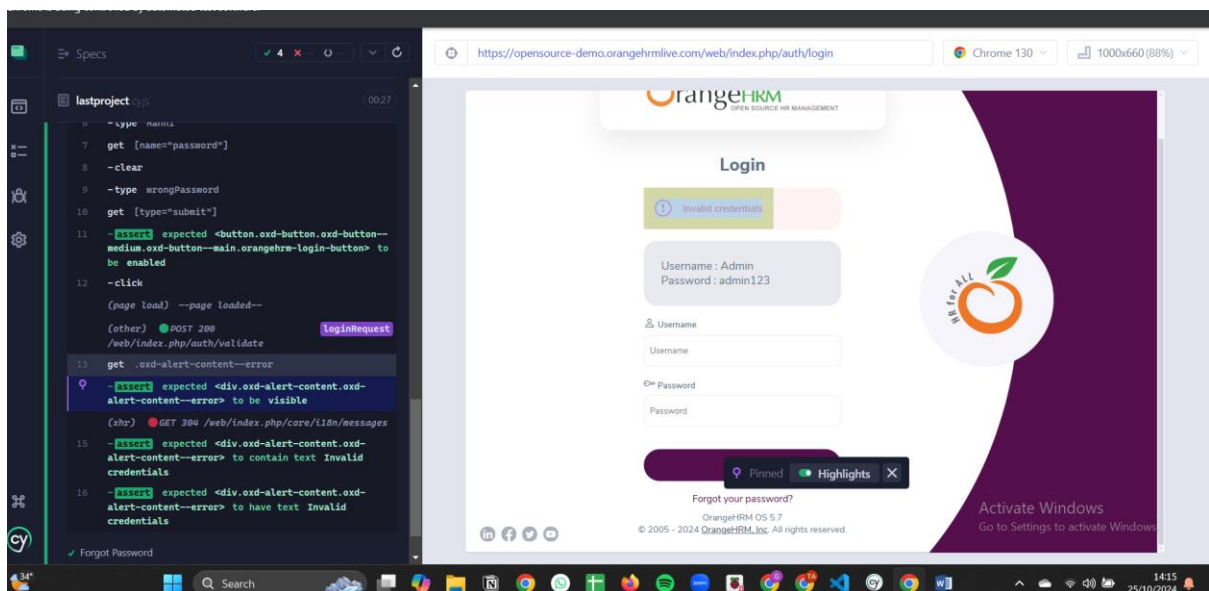 Specs
4
--
--
https://opensource-demo.orangehrmlive.com/web/index.php/auth/login
Chrome 130
1000x660 (88%)
lastproject cy.js
00:27
7 get [name="password"]
8 -clear
9 -type wrongPassword
10 get [type="submit"]
11 -assert expected <button.oxd-button.oxd-button--
medium.oxd-button--main.orangehrm-login-button> to
be enabled
12 -click
(page load) --page loaded--
(other) POST 200
/web/index.php/auth/validate
loginRequest
13 get .oxd-alert-content--error
-assert expected <div.oxd-alert-content.oxd-
alert-content--error> to be visible
(xhr) GET 304 /web/index.php/core/i18n/messages
15 -assert expected <div.oxd-alert-content.oxd-
alert-content--error> to contain text Invalid
credentials
16 -assert expected <div.oxd-alert-content.oxd-
alert-content--error> to have text Invalid
credentials
Forgot Password
OrangeHRM
OPEN SOURCE HR MANAGEMENT
Login
Invalid credentials
Username : Admin
Password : admin123
Username
Username
Password
Password
Pinned Highlights
Forgot your password?
OrangeHRM OS 5.7
© 2005 - 2024 OrangeHRM, Inc. All rights reserved.
HR for ALL
Activate Windows
Go to Settings to activate Windows
cy
34°
Search
14:15
25/10/2024